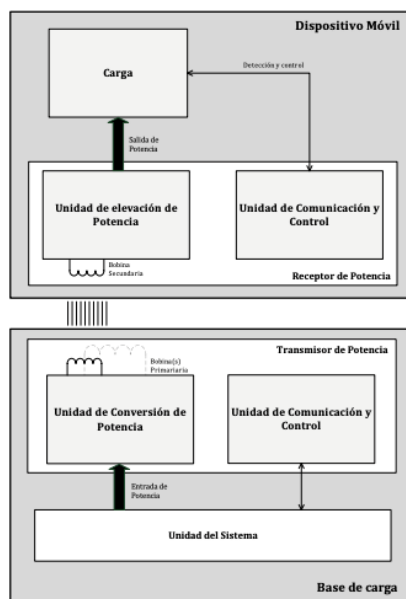 Dispositivo Móvil
Carga
Detección y control
Salida de
Potencia
Unidad de elevación de
Potencia
Unidad de Comunicación y
Control
Bobina
Secundaria
Receptor de Potencia
Transmisor de Potencia
Bobina(s)
Primariaria
Unidad de Conversión de
Potencia
Unidad de Comunicación y
Control
Entrada de
Potencia
Unidad del Sistema
Base de carga